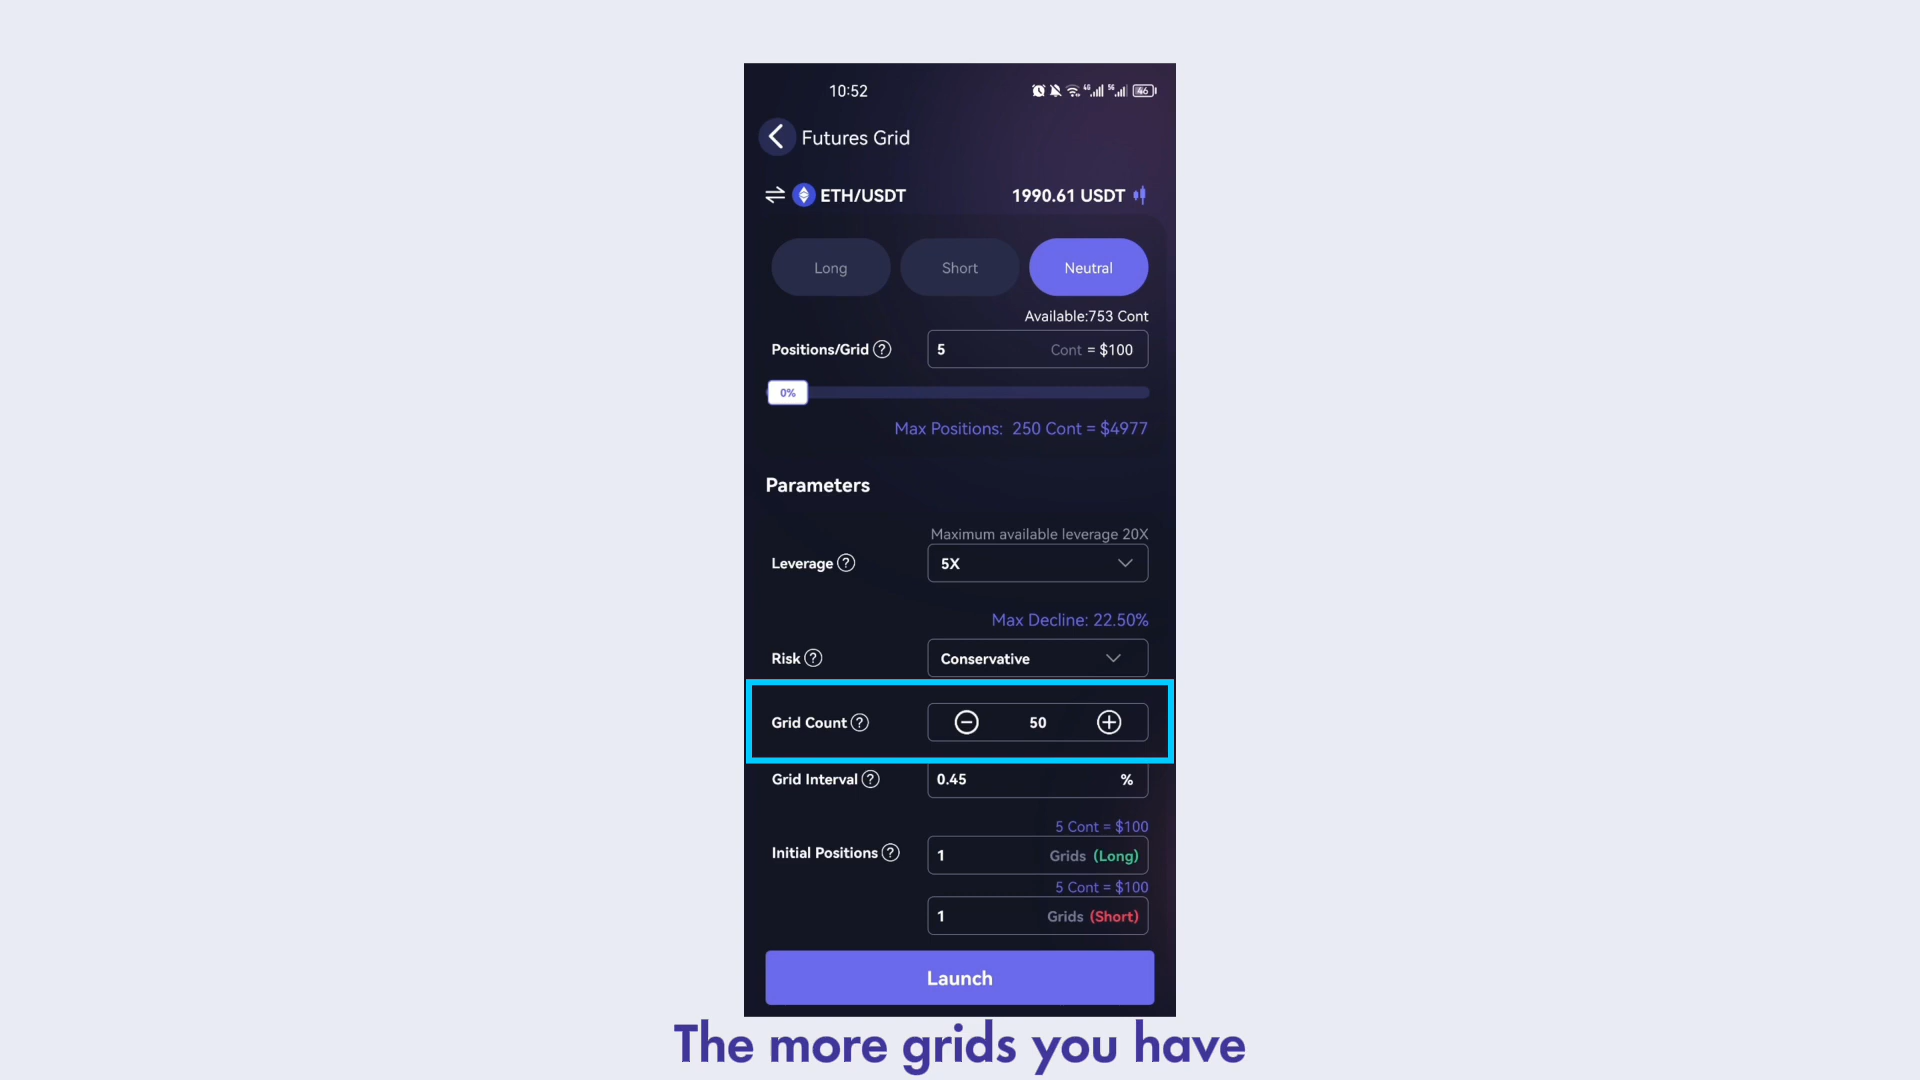 10:52
4G 5G 46
Futures Grid
ETH/USDT 1990.61 USDT
Long Short Neutral
Available:753 Cont
Positions/Grid ? 5 Cont = $100
0%
Max Positions: 250 Cont = $4977
Parameters
Maximum available leverage 20X
Leverage ? 5X
Max Decline: 22.50%
Risk ? Conservative
Grid Count ? 50
Grid Interval ? 0.45 %
5 Cont = $100
Initial Positions ? 1 Grids (Long)
5 Cont = $100
1 Grids (Short)
Launch
The more grids you have